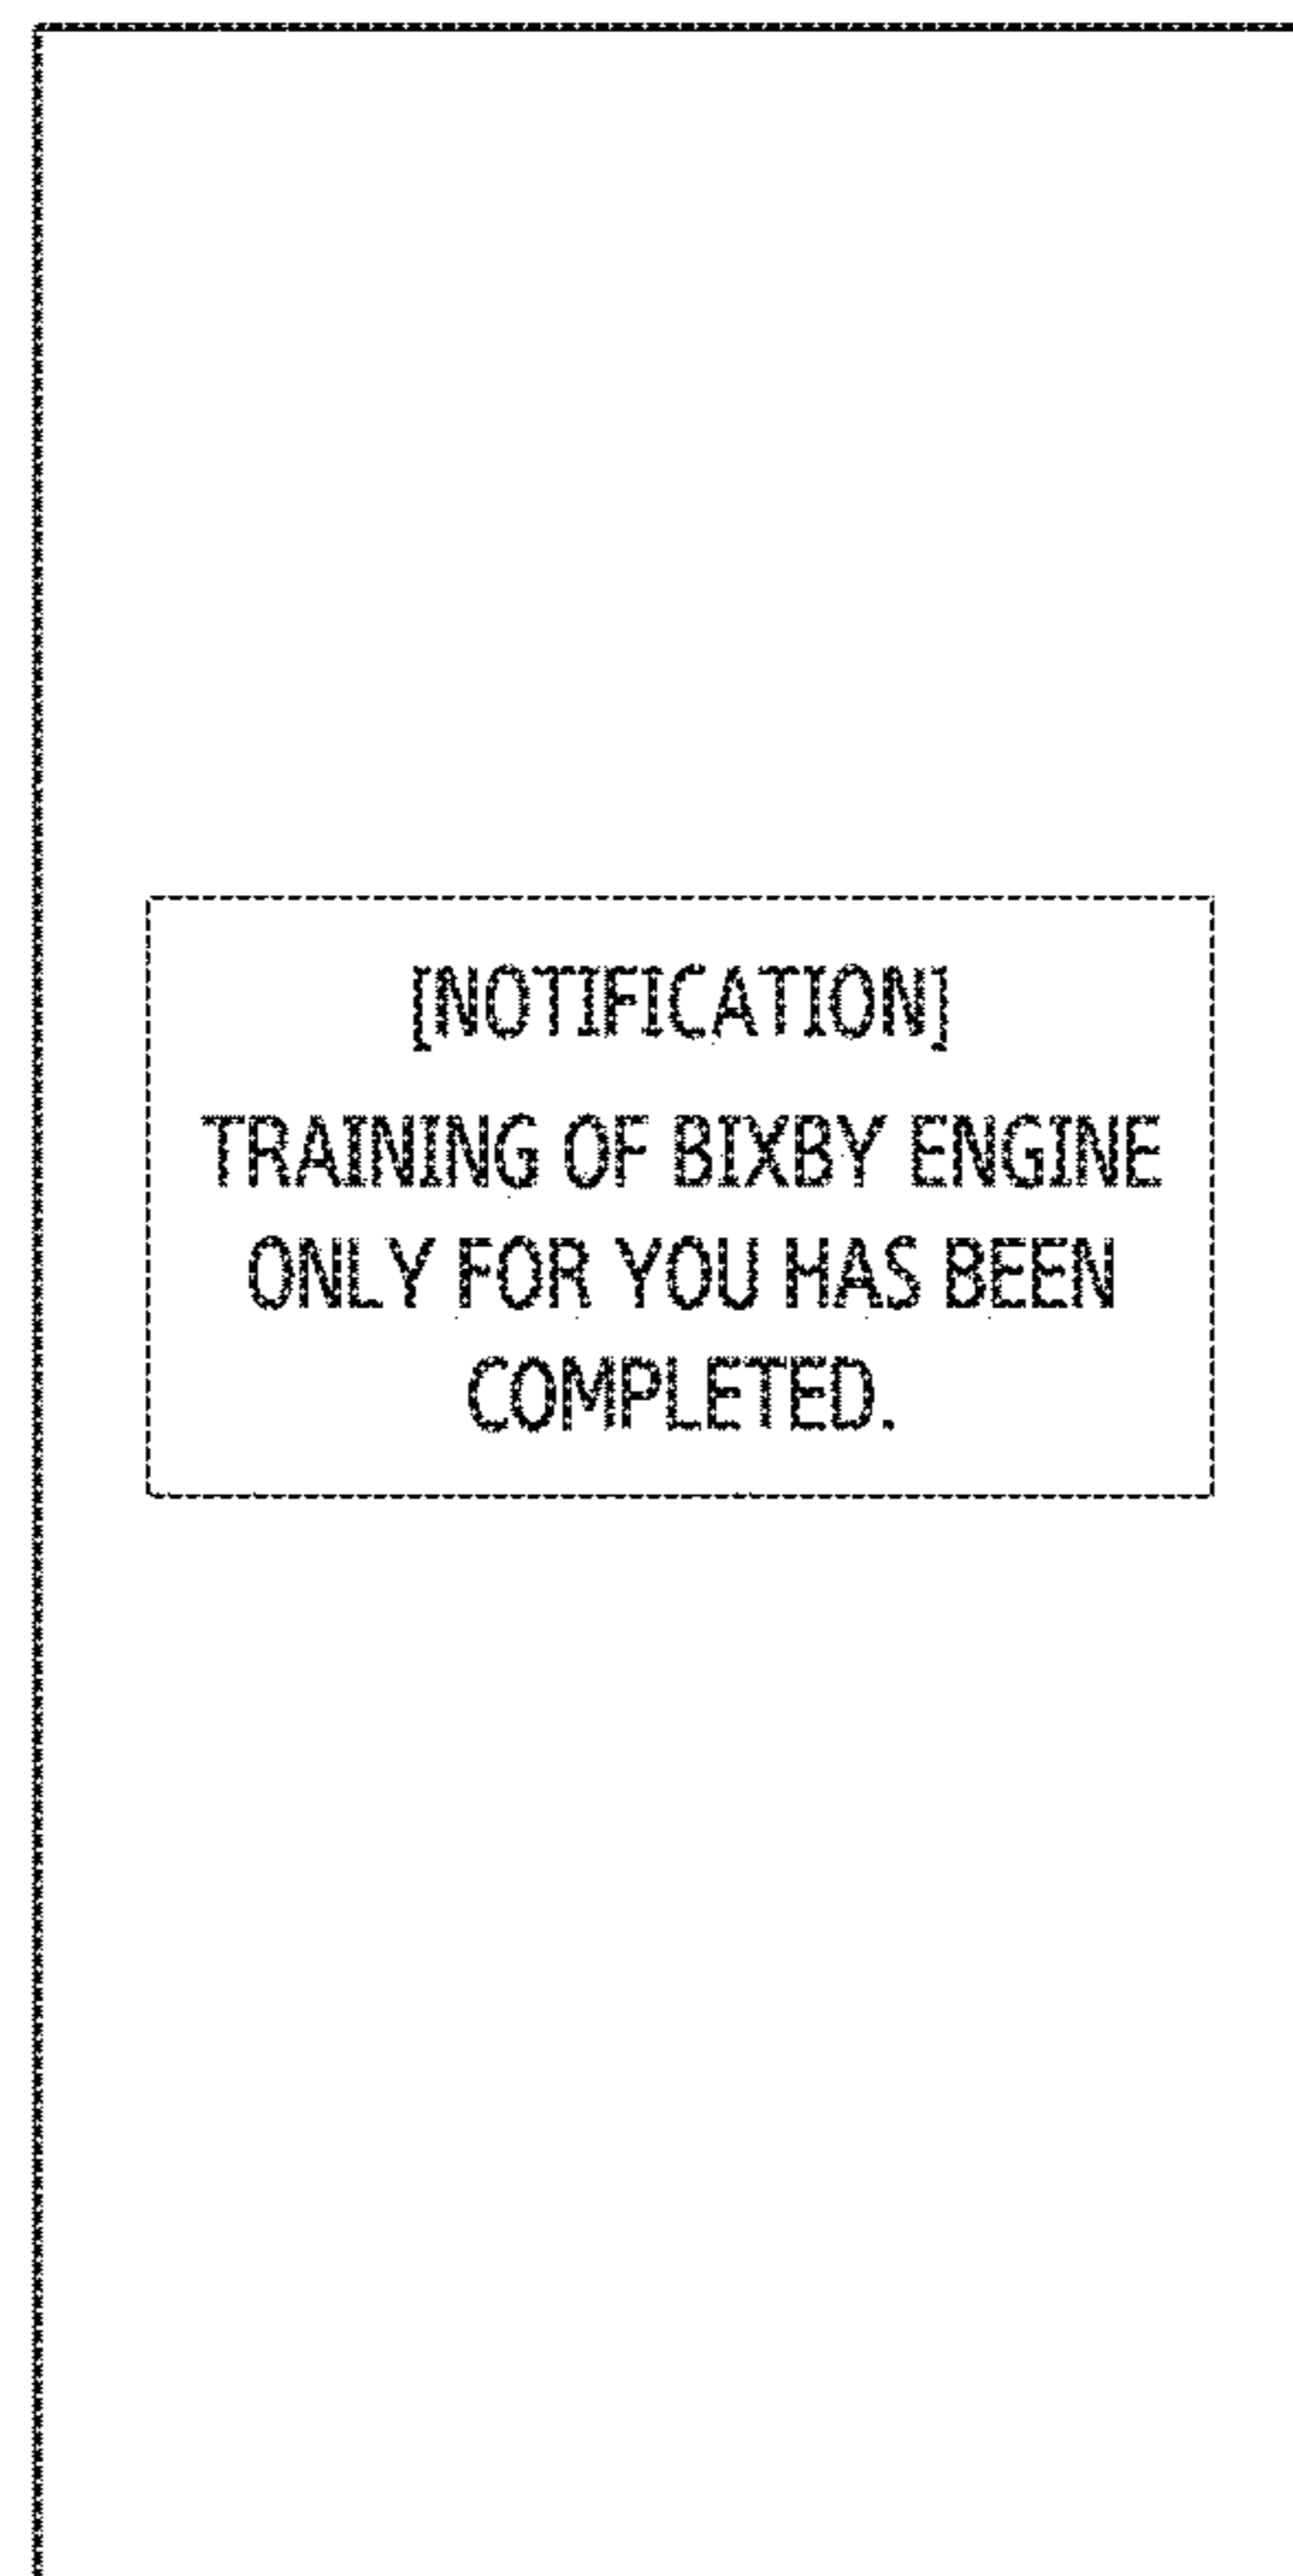 [NOTIFICATION]
TRAINING OF BIXBY ENGINE
ONLY FOR YOU HAS BEEN
COMPLETED.